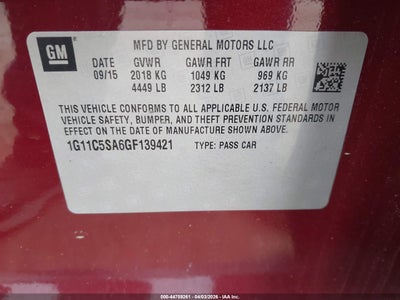 GM
MFD BY GENERAL MOTORS LLC
DATE GVWR GAWR FR GAWR RR
09/15 2018 KG 1049 KG 969 KG
4449 LB 2312 LB 2137 LB
THIS VEHICLE CONFORMS TO ALL APPLICABLE U.S. FEDERAL MOTOR
VEHICLE SAFETY, BUMPER, AND THEFT PREVENTION STANDARDS
IN EFFECT ON THE DATE OF MANUFACTURE SHOWN ABOVE.
1G11C5SA6GF139421 TYPE: PASS CAR
000-44758261 - 04/03/2026 - IAA Inc.